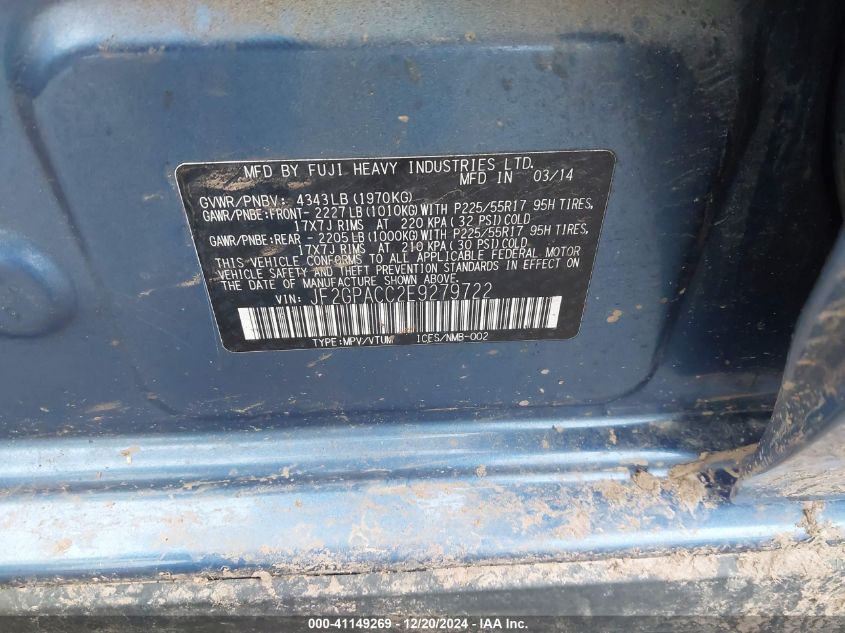 MFD BY FUJI HEAVY INDUSTRIES LTD.
MFD IN 03/14
GVWR/PNBV: 4343LB(1970KG)
GAWR/PNBE:FRONT- 2227LB(1010KG)WITH P225/55R17 95H TIRES,
17X7J RIMS AT 220 KPA(32 PSI)COLD
GAWR/PNBE:REAR - 2205LB(1000KG)WITH P225/55R17 95H TIRES,
17X7J RIMS AT 210 KPA(30 PSI)COLD
THIS VEHICLE CONFORMS TO ALL APPLICABLE FEDERAL MOTOR
VEHICLE SAFETY AND THEFT PREVENTION STANDARDS IN EFFECT ON
THE DATE OF MANUFACTURE SHOWN ABOVE.
VIN: JF2GPACC2E9279722
TYPE:MPV/VTUM 1CES/NMB-002
000-41149269 - 12/20/2024 - IAA, Inc.